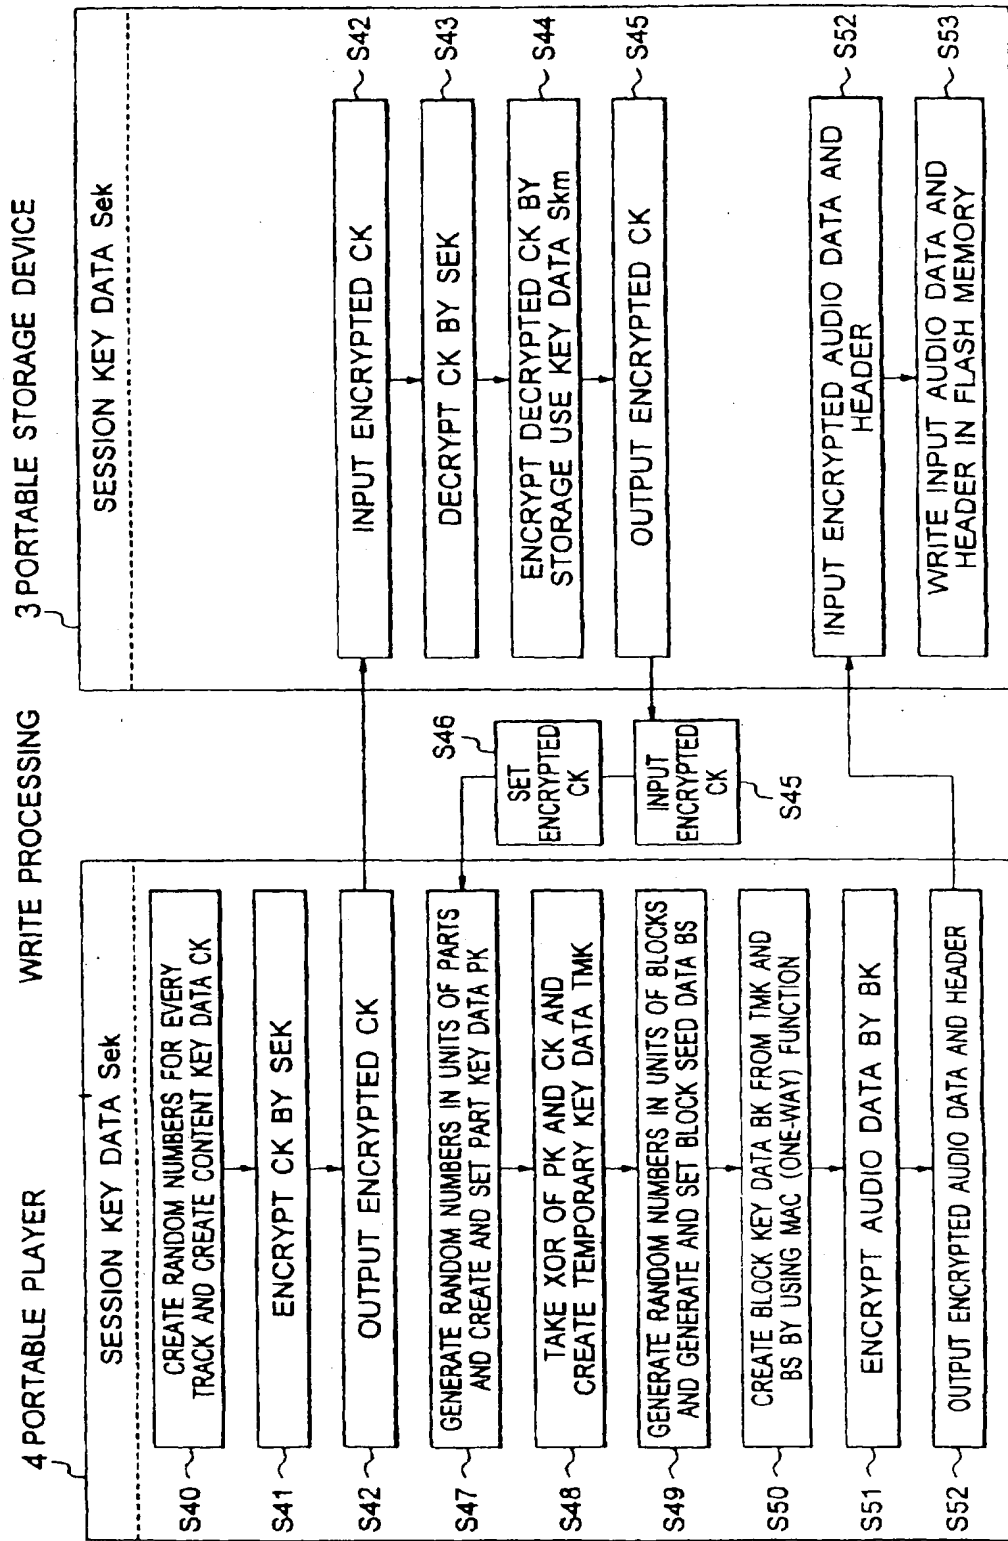 WRITE PROCESSING
4 PORTABLE PLAYER
SESSION KEY DATA Sek
S40
CREATE RANDOM NUMBERS FOR EVERY
TRACK AND CREATE CONTENT KEY DATA CK
S41
ENCRYPT CK BY SEK
S42
OUTPUT ENCRYPTED CK
S47
GENERATE RANDOM NUMBERS IN UNITS OF PARTS
AND CREATE AND SET PART KEY DATA PK
S48
TAKE XOR OF PK AND CK AND
CREATE TEMPORARY KEY DATA TMK
S49
GENERATE RANDOM NUMBERS IN UNITS OF BLOCKS
AND GENERATE AND SET BLOCK SEED DATA BS
S50
CREATE BLOCK KEY DATA BK FROM TMK AND
BS BY USING MAC (ONE-WAY) FUNCTION
S51
ENCRYPT AUDIO DATA BY BK
S52
OUTPUT ENCRYPTED AUDIO DATA AND HEADER
S46
SET
ENCRYPTED
CK
INPUT
ENCRYPTED
CK
S45
3 PORTABLE STORAGE DEVICE
SESSION KEY DATA Sek
INPUT ENCRYPTED CK
S42
DECRYPT CK BY SEK
S43
ENCRYPT DECRYPTED CK BY
STORAGE USE KEY DATA Skm
S44
OUTPUT ENCRYPTED CK
S45
INPUT ENCRYPTED AUDIO DATA AND
HEADER
S52
WRITE INPUT AUDIO DATA AND
HEADER IN FLASH MEMORY
S53